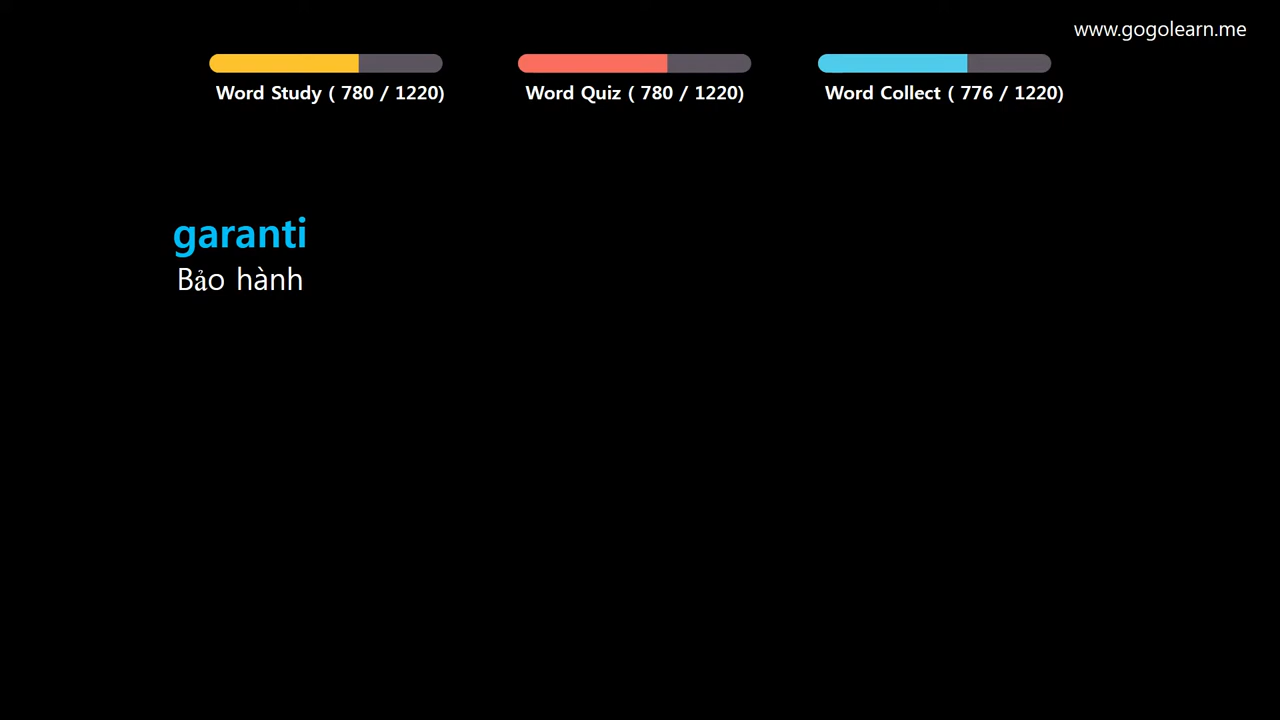 www.gogolearn.me
Word Study ( 780 / 1220)
Word Quiz ( 780 / 1220)
Word Collect ( 776 / 1220)
garanti
Bảo hành